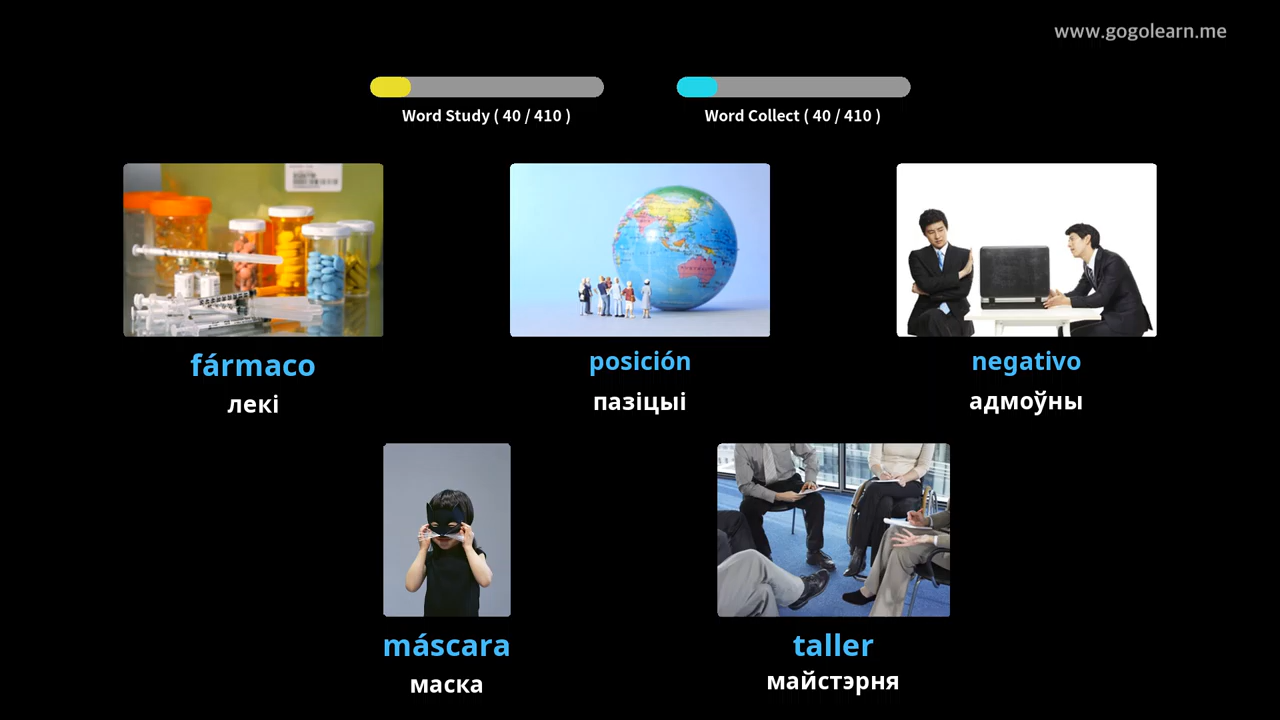 www.gogolearn.me
Word Study ( 40 / 410 )
Word Collect ( 40 / 410 )
fármaco
лекі
posición
пазіцыі
negativo
адмоўны
máscara
маска
taller
майстэрня